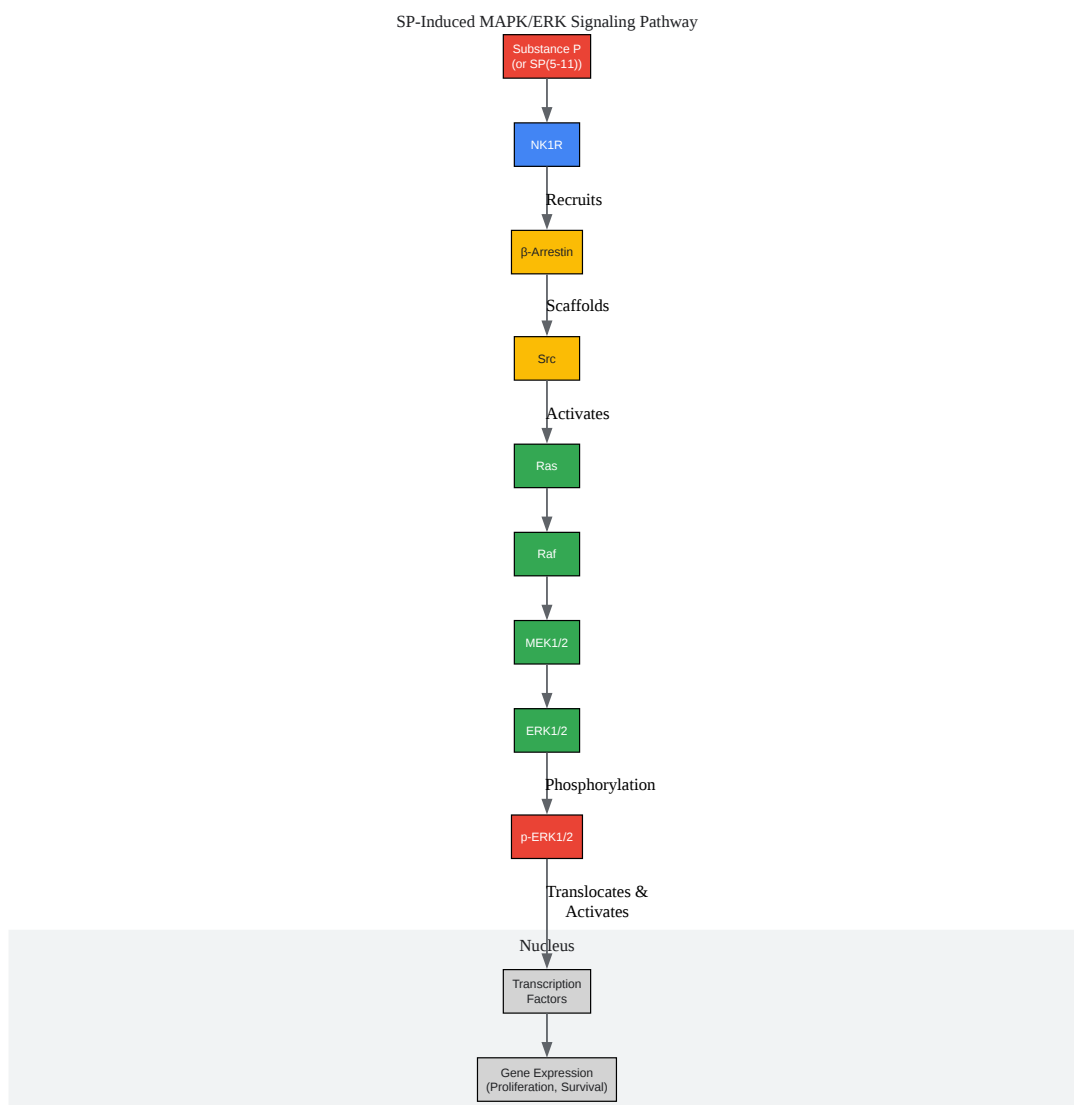 SP-Induced MAPK/ERK Signaling Pathway
Substance P
(or SP(5-11))
NK1R
Recruits
β-Arrestin
Scaffolds
Src
Activates
Ras
Raf
MEK1/2
ERK1/2
Phosphorylation
p-ERK1/2
Translocates &
Activates
Nucleus
Transcription
Factors
Gene Expression
(Proliferation, Survival)